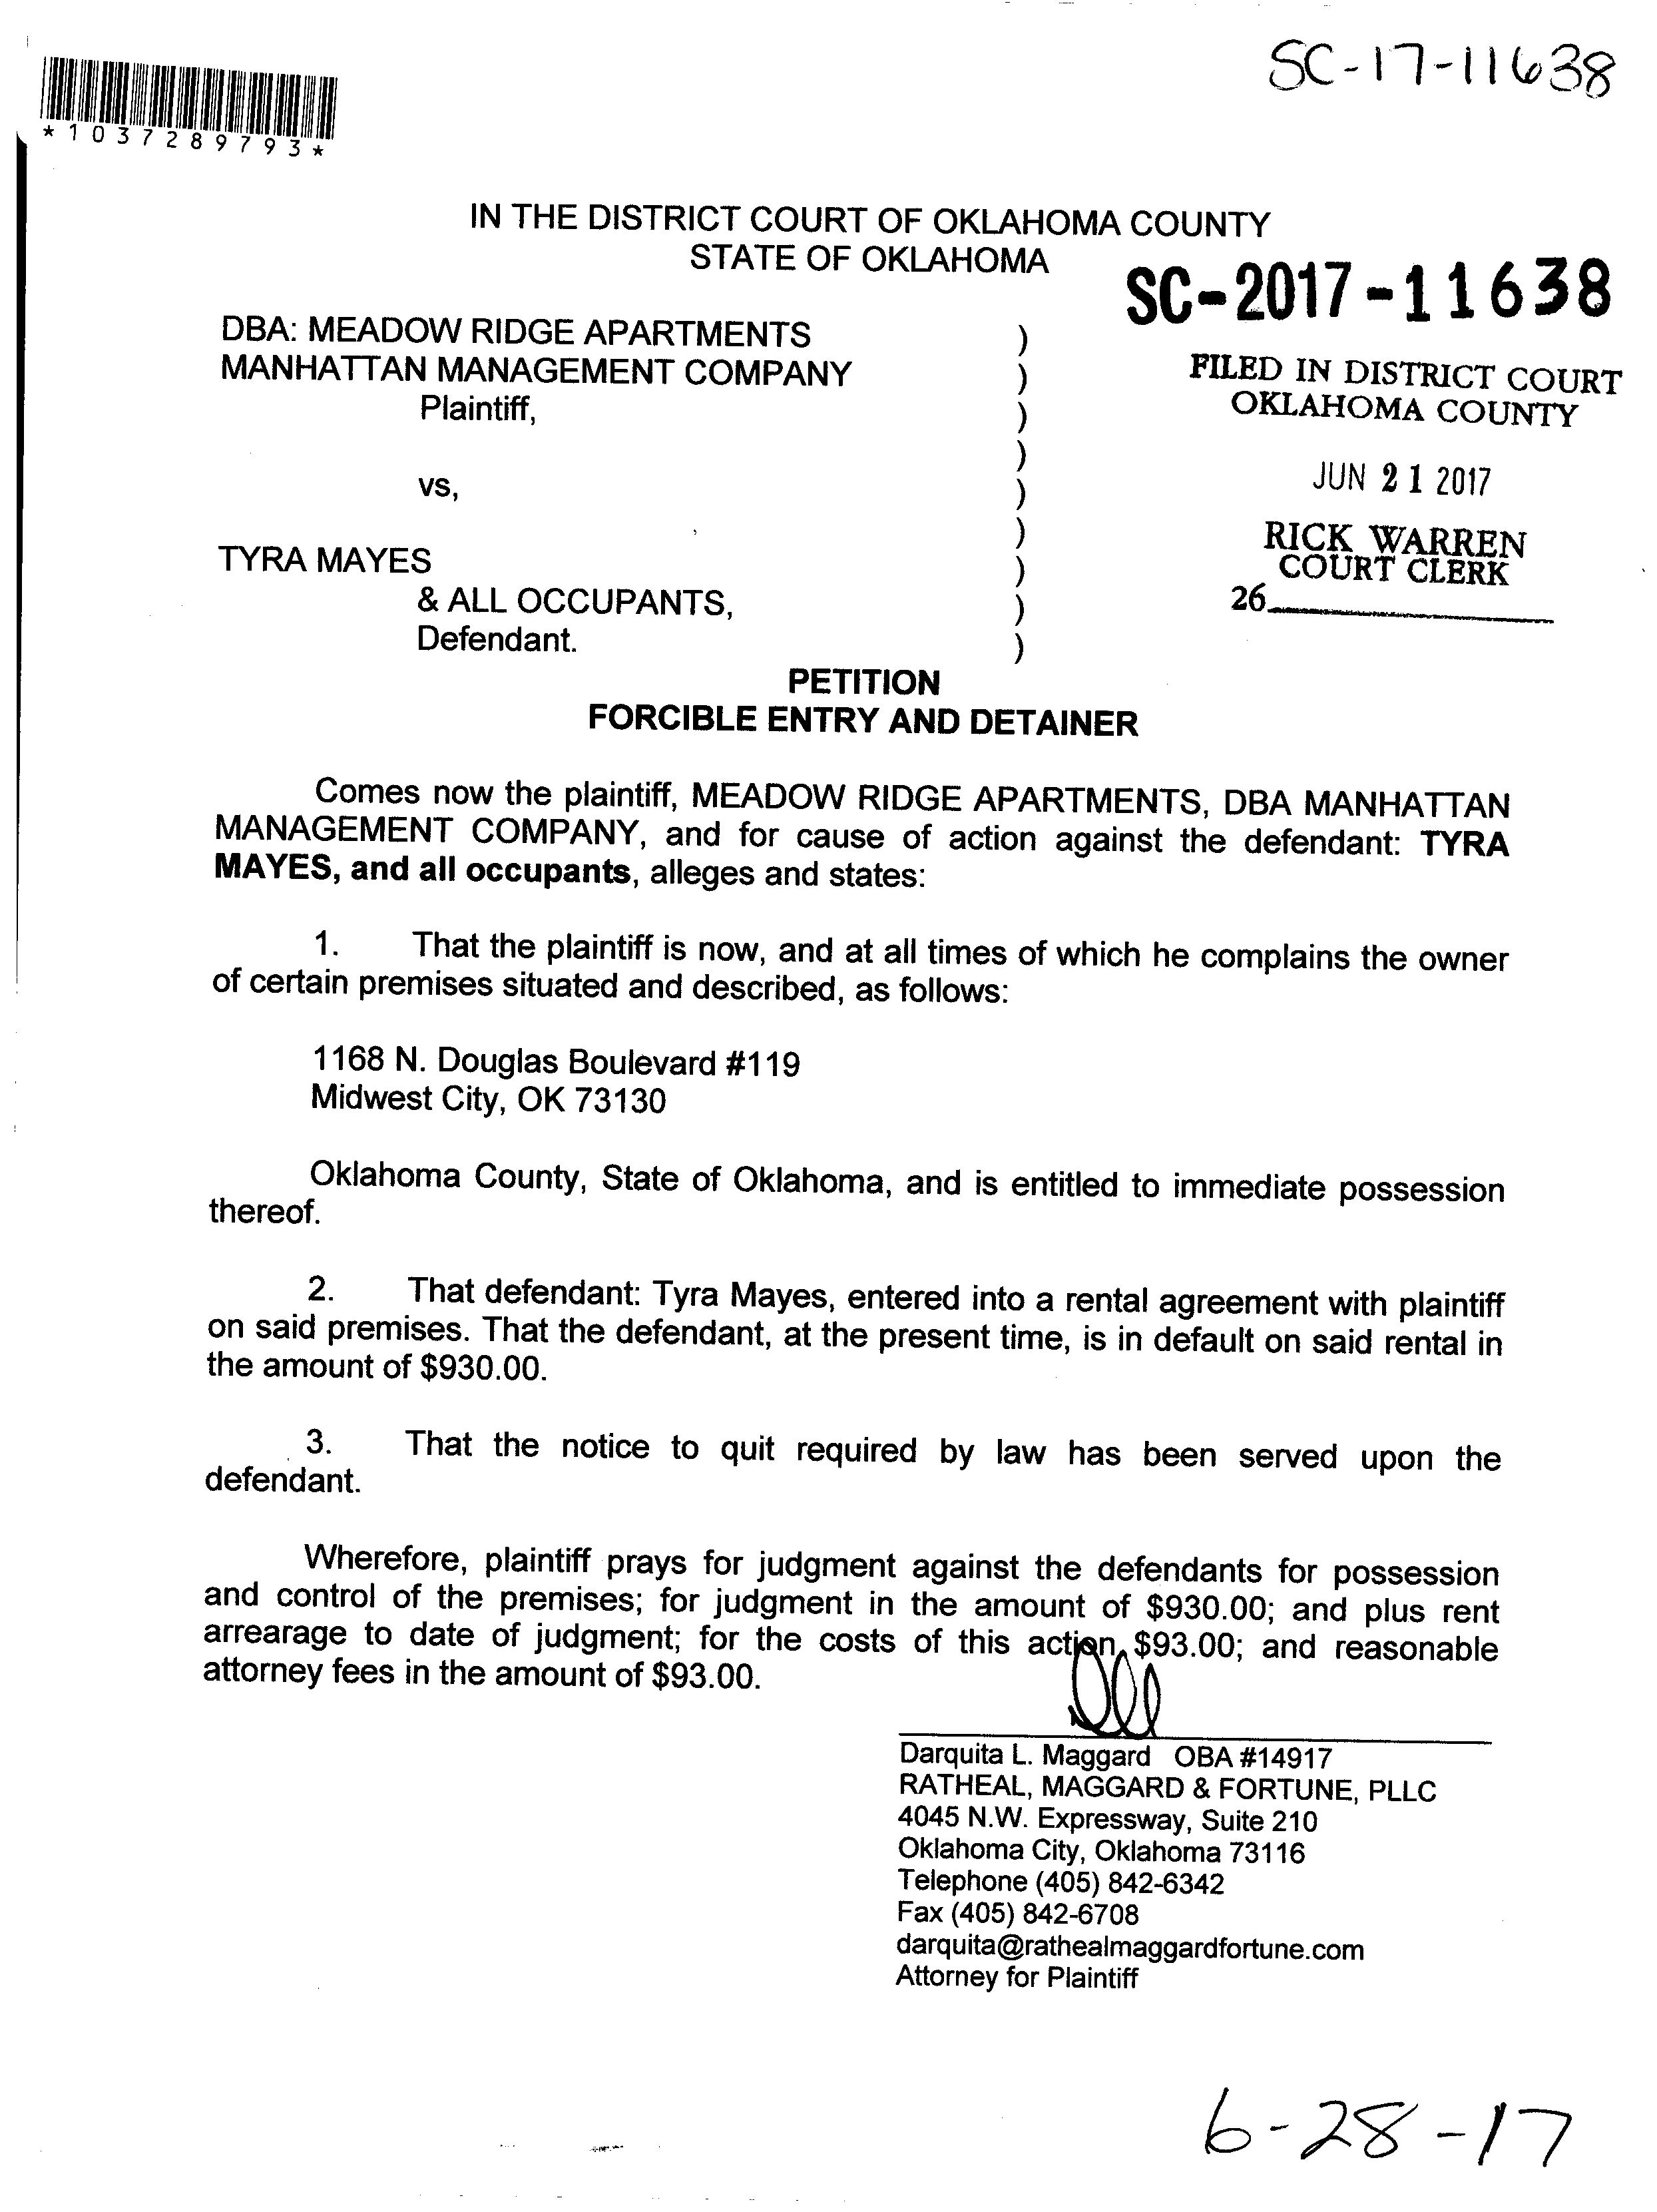 SC-17-11638
*1037289793*
IN THE DISTRICT COURT OF OKLAHOMA COUNTY
STATE OF OKLAHOMA
SC-2017-11638
DBA: MEADOW RIDGE APARTMENTS )
MANHATTAN MANAGEMENT COMPANY )
Plaintiff, )
)
vs, )
)
TYRA MAYES )
& ALL OCCUPANTS, )
Defendant. )
FILED IN DISTRICT COURT
OKLAHOMA COUNTY
JUN 21 2017
RICK WARREN
COURT CLERK
26
PETITION
FORCIBLE ENTRY AND DETAINER
Comes now the plaintiff, MEADOW RIDGE APARTMENTS, DBA MANHATTAN
MANAGEMENT COMPANY, and for cause of action against the defendant: TYRA
MAYES, and all occupants, alleges and states:
1. That the plaintiff is now, and at all times of which he complains the owner
of certain premises situated and described, as follows:
1168 N. Douglas Boulevard #119
Midwest City, OK 73130
Oklahoma County, State of Oklahoma, and is entitled to immediate possession
thereof.
2. That defendant: Tyra Mayes, entered into a rental agreement with plaintiff
on said premises. That the defendant, at the present time, is in default on said rental in
the amount of $930.00.
3. That the notice to quit required by law has been served upon the
defendant.
Wherefore, plaintiff prays for judgment against the defendants for possession
and control of the premises; for judgment in the amount of $930.00; and plus rent
arrearage to date of judgment; for the costs of this action, $93.00; and reasonable
attorney fees in the amount of $93.00.
Darquita L. Maggard OBA #14917
RATHEAL, MAGGARD & FORTUNE, PLLC
4045 N.W. Expressway, Suite 210
Oklahoma City, Oklahoma 73116
Telephone (405) 842-6342
Fax (405) 842-6708
darquita@rathealmaggardfortune.com
Attorney for Plaintiff
6-28-17